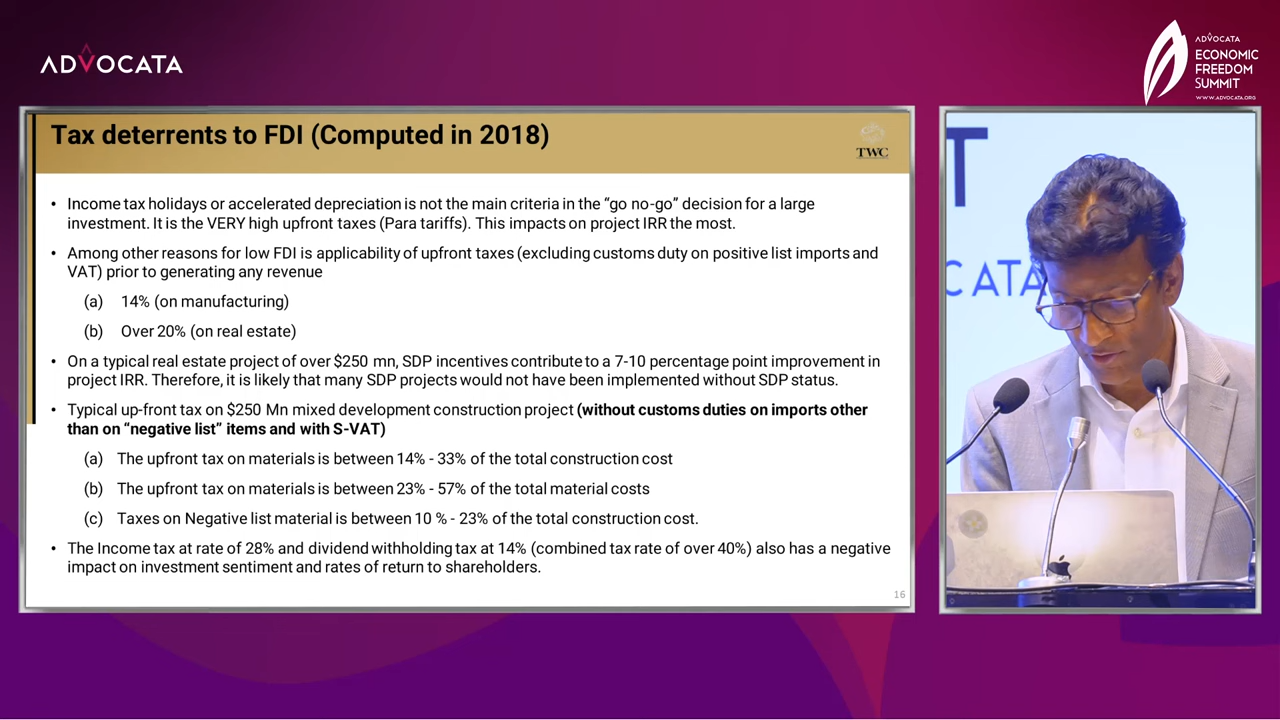 ADVOCATA
ADVOCATA
ECONOMIC
FREEDOM
SUMMIT
WWW.ADVOCATA.ORG
Tax deterrents to FDI (Computed in 2018)
TWC
• Income tax holidays or accelerated depreciation is not the main criteria in the “go no-go” decision for a large
investment. It is the VERY high upfront taxes (Para tariffs). This impacts on project IRR the most.
• Among other reasons for low FDI is applicability of upfront taxes (excluding customs duty on positive list imports and
VAT) prior to generating any revenue
(a) 14% (on manufacturing)
(b) Over 20% (on real estate)
• On a typical real estate project of over $250 mn, SDP incentives contribute to a 7-10 percentage point improvement in
project IRR. Therefore, it is likely that many SDP projects would not have been implemented without SDP status.
• Typical up-front tax on $250 Mn mixed development construction project (without customs duties on imports other
than on “negative list” items and with S-VAT)
(a) The upfront tax on materials is between 14% - 33% of the total construction cost
(b) The upfront tax on materials is between 23% - 57% of the total material costs
(c) Taxes on Negative list material is between 10 % - 23% of the total construction cost.
• The Income tax at rate of 28% and dividend withholding tax at 14% (combined tax rate of over 40%) also has a negative
impact on investment sentiment and rates of return to shareholders.
16
T
CATA